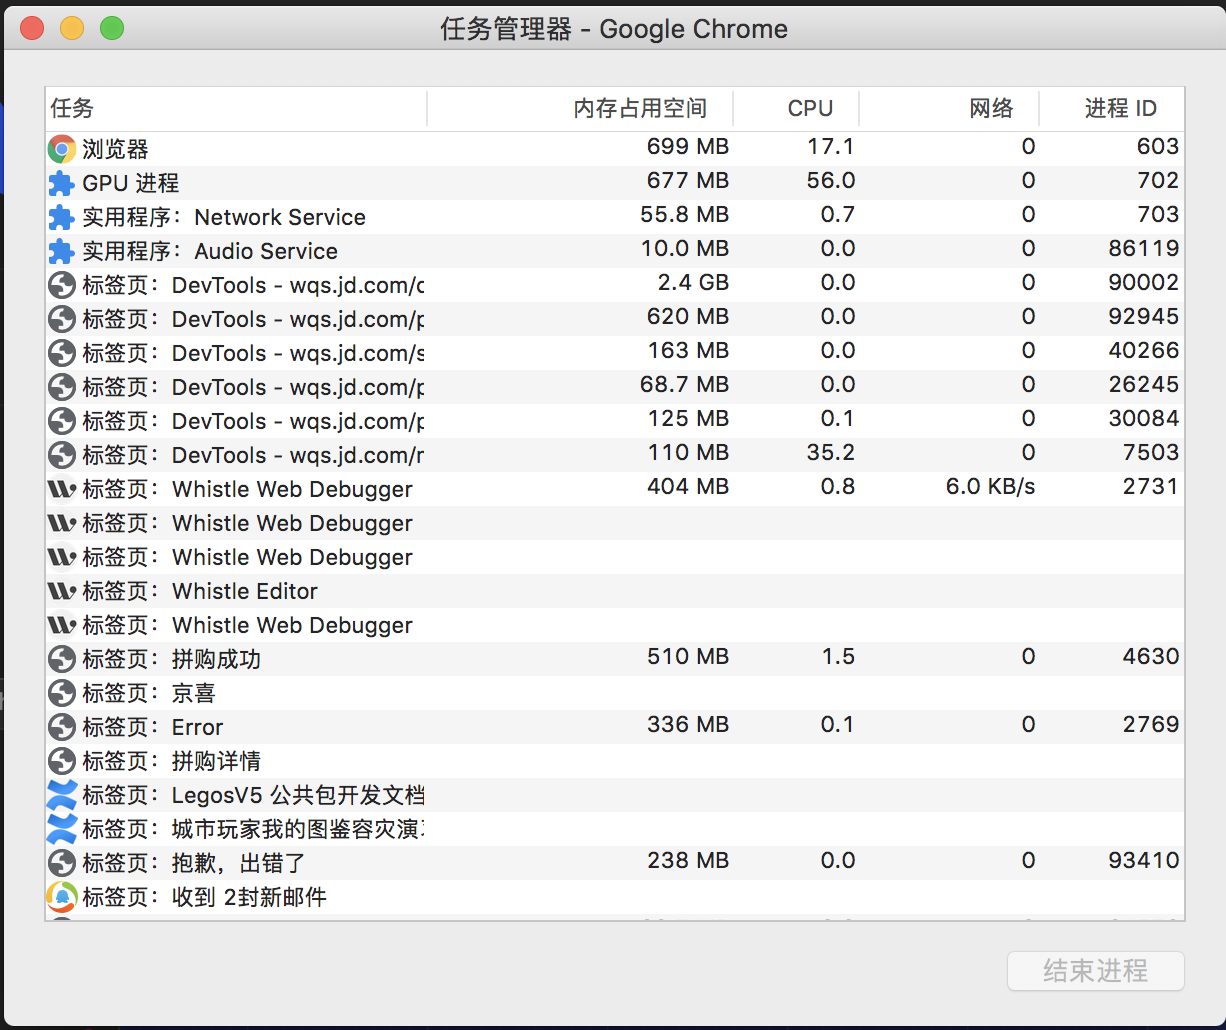 任务管理器 - Google Chrome
任务 内存占用空间 CPU 网络 进程 ID
浏览器 699 MB 17.1 0 603
GPU 进程 677 MB 56.0 0 702
实用程序：Network Service 55.8 MB 0.7 0 703
实用程序：Audio Service 10.0 MB 0.0 0 86119
标签页：DevTools - wqs.jd.com/c 2.4 GB 0.0 0 90002
标签页：DevTools - wqs.jd.com/p 620 MB 0.0 0 92945
标签页：DevTools - wqs.jd.com/s 163 MB 0.0 0 40266
标签页：DevTools - wqs.jd.com/p 68.7 MB 0.0 0 26245
标签页：DevTools - wqs.jd.com/p 125 MB 0.1 0 30084
标签页：DevTools - wqs.jd.com/r 110 MB 35.2 0 7503
标签页：Whistle Web Debugger 404 MB 0.8 6.0 KB/s 2731
标签页：Whistle Web Debugger
标签页：Whistle Web Debugger
标签页：Whistle Editor
标签页：Whistle Web Debugger
标签页：拼购成功 510 MB 1.5 0 4630
标签页：京喜
标签页：Error 336 MB 0.1 0 2769
标签页：拼购详情
标签页：LegosV5 公共包开发文档
标签页：城市玩家我的图鉴容灾演
标签页：抱歉，出错了 238 MB 0.0 0 93410
标签页：收到 2封新邮件
结束进程